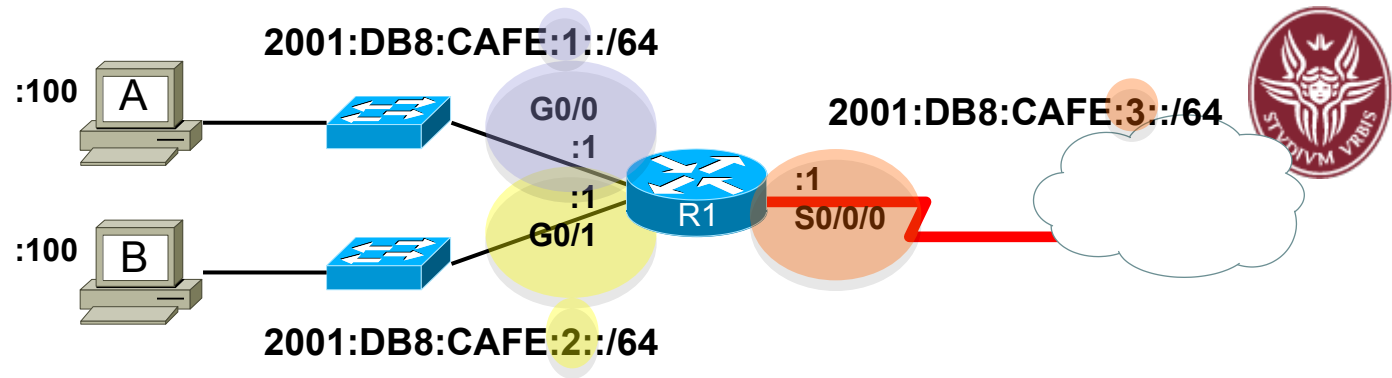 2001:DB8:CAFE:1::/64
:100
A
G0/0
:1
2001:DB8:CAFE:3::/64
STVDIVM VRBIS
:1
G0/1
R1
:1
S0/0/0
:100
B
2001:DB8:CAFE:2::/64